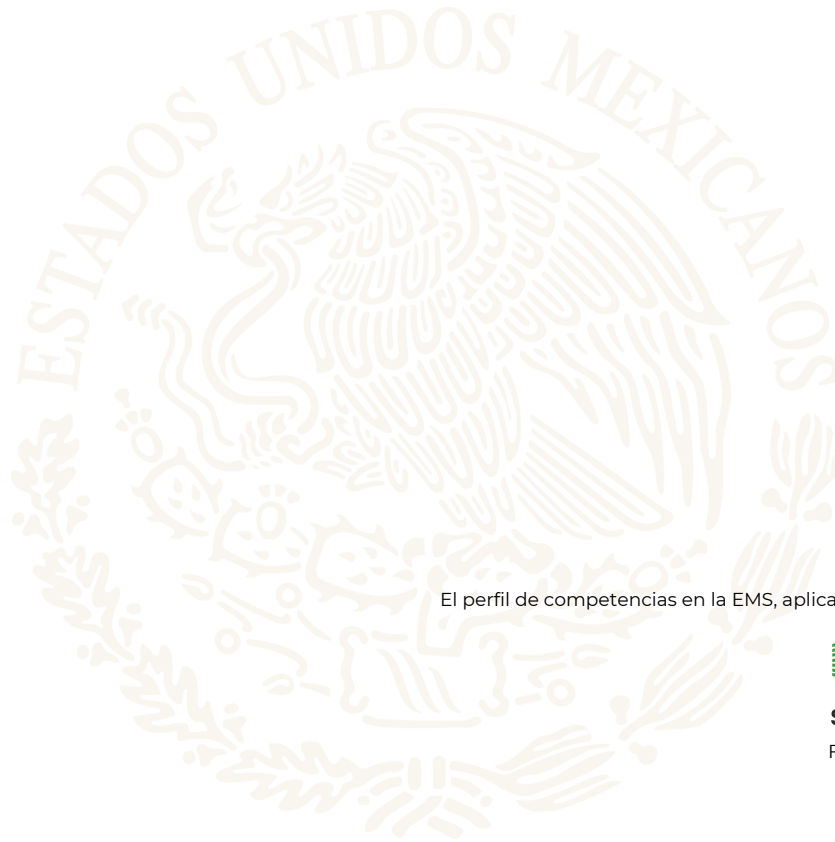 ESTADOS UNIDOS MEXICANOS
El perfil de competencias en la EMS, aplica